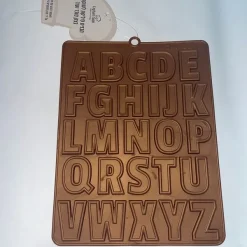 ABCDE
FGHIJK
LMNOP
QRSTU
VWXYZ